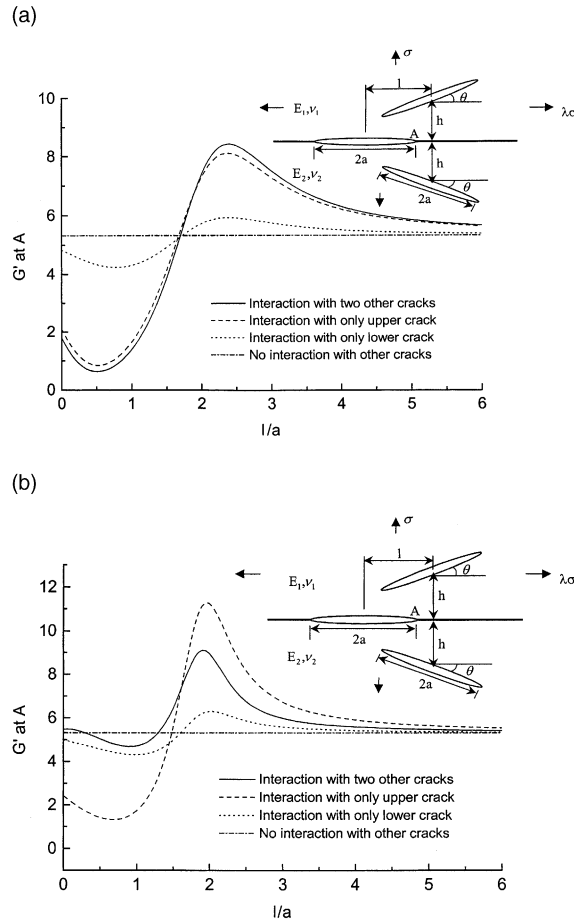 (a)
σ
l
θ
E₁,ν₁
λσ
h
A
2a
E₂,ν₂
h
θ
2a
10
8
6
4
2
0
G' at A
Interaction with two other cracks
Interaction with only upper crack
Interaction with only lower crack
No interaction with other cracks
0 1 2 3 4 5 6
l/a
(b)
σ
l
θ
E₁,ν₁
λσ
h
A
2a
E₂,ν₂
h
θ
2a
12
10
8
6
4
2
0
G' at A
Interaction with two other cracks
Interaction with only upper crack
Interaction with only lower crack
No interaction with other cracks
0 1 2 3 4 5 6
l/a